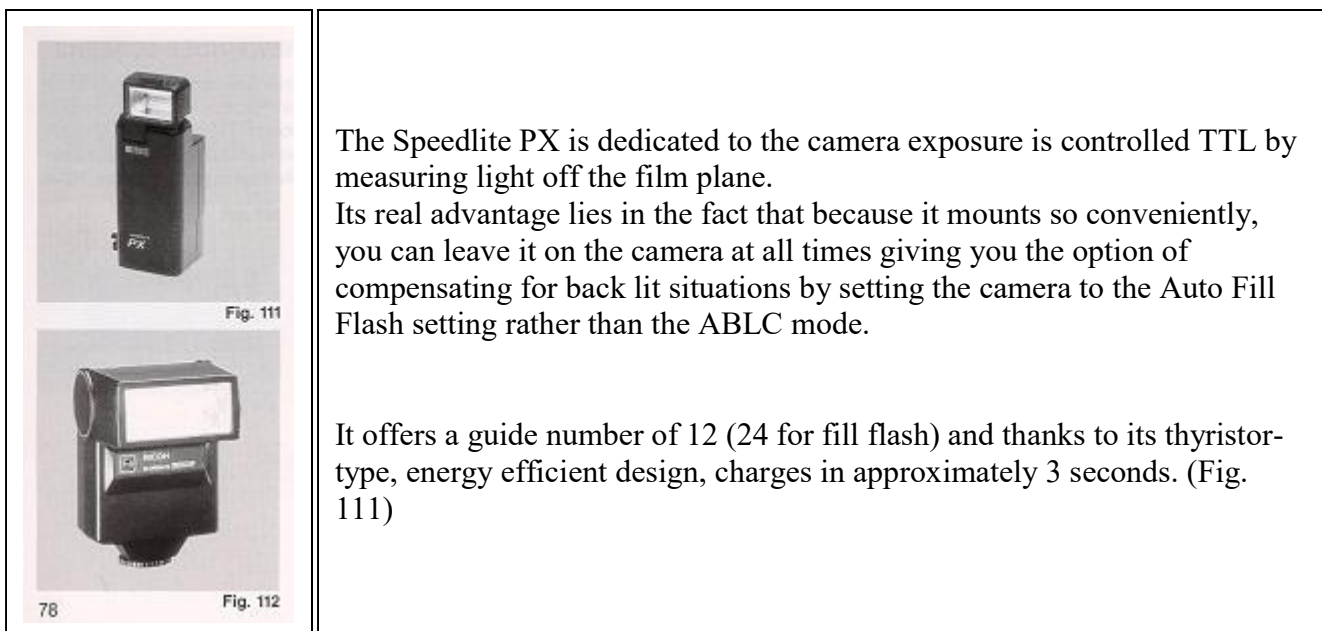 PX
Fig. 111
RICOH
Fig. 112
78
The Speedlite PX is dedicated to the camera exposure is controlled TTL by
measuring light off the film plane.
Its real advantage lies in the fact that because it mounts so conveniently,
you can leave it on the camera at all times giving you the option of
compensating for back lit situations by setting the camera to the Auto Fill
Flash setting rather than the ABLC mode.
It offers a guide number of 12 (24 for fill flash) and thanks to its thyristor-
type, energy efficient design, charges in approximately 3 seconds. (Fig.
111)